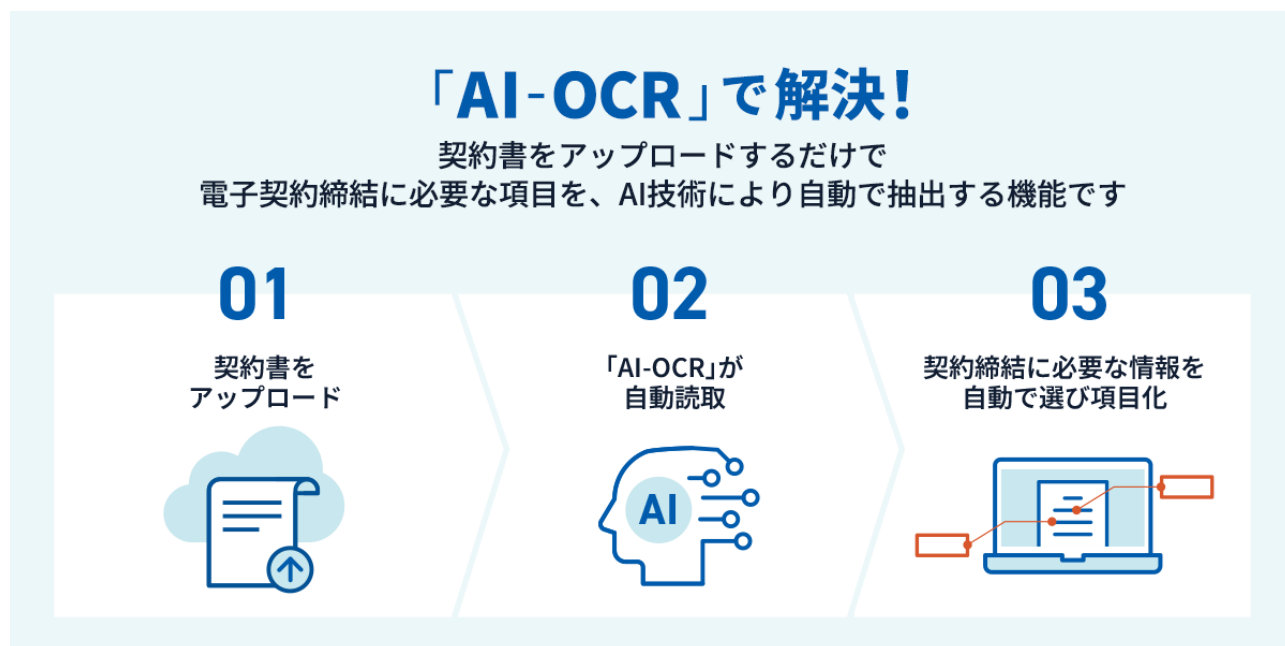 「AI-OCR」で解決！
契約書をアップロードするだけで
電子契約締結に必要な項目を、AI技術により自動で抽出する機能です
01
契約書を
アップロード
02
「AI-OCR」が
自動読取
AI
03
契約締結に必要な情報を
自動で選び項目化